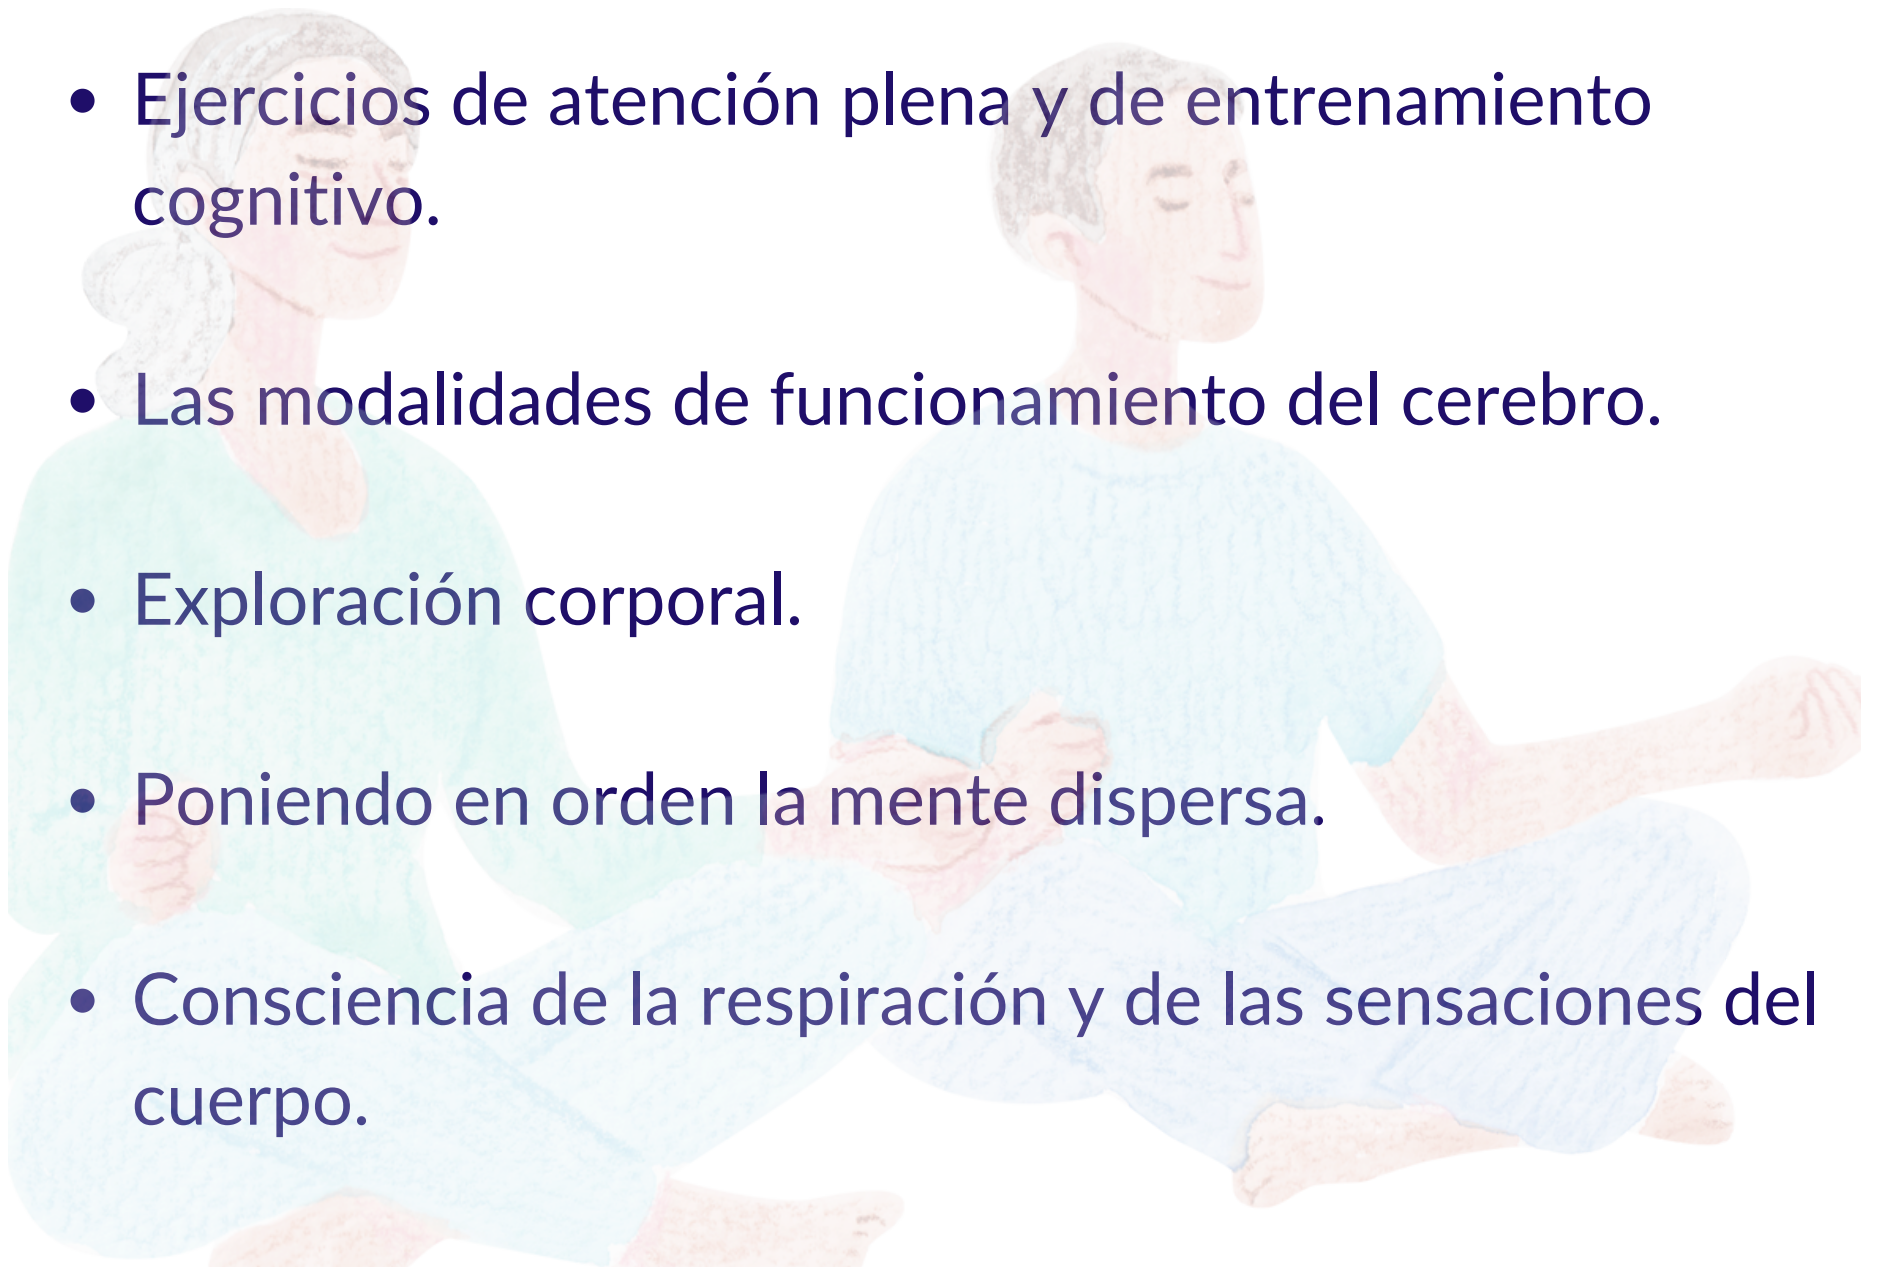 • Ejercicios de atención plena y de entrenamiento
cognitivo.
• Las modalidades de funcionamiento del cerebro.
• Exploración corporal.
• Poniendo en orden la mente dispersa.
• Consciencia de la respiración y de las sensaciones del
cuerpo.